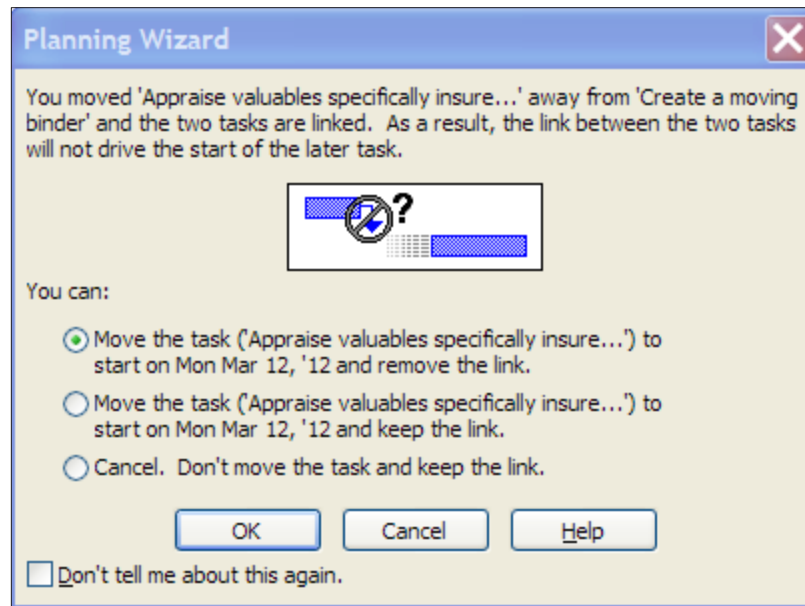 Planning Wizard
You moved 'Appraise valuables specifically insure...' away from 'Create a moving
binder' and the two tasks are linked.  As a result, the link between the two tasks
will not drive the start of the later task.
?
You can:
Move the task ('Appraise valuables specifically insure...') to
start on Mon Mar 12, '12 and remove the link.
Move the task ('Appraise valuables specifically insure...') to
start on Mon Mar 12, '12 and keep the link.
Cancel.  Don't move the task and keep the link.
OK Cancel Help
Don't tell me about this again.